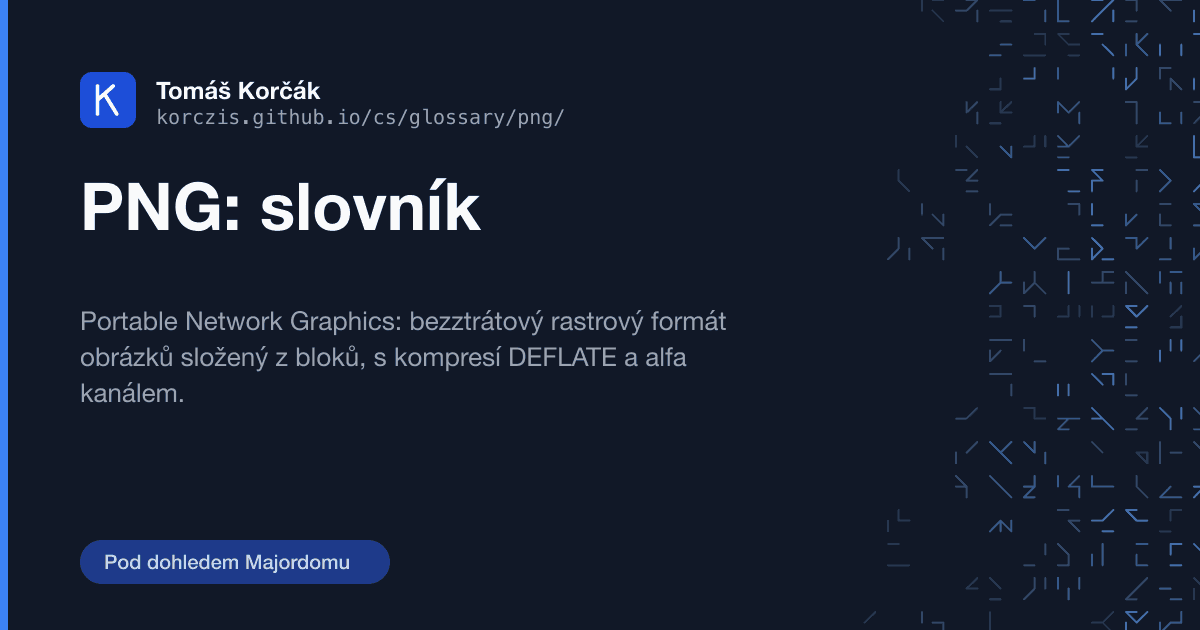 K
Tomáš Korčák
korczis.github.io/cs/glossary/png/
PNG: slovník
Portable Network Graphics: bezztrátový rastrový formát
obrázků složený z bloků, s kompresí DEFLATE a alfa
kanálem.
Pod dohledem Majordomu